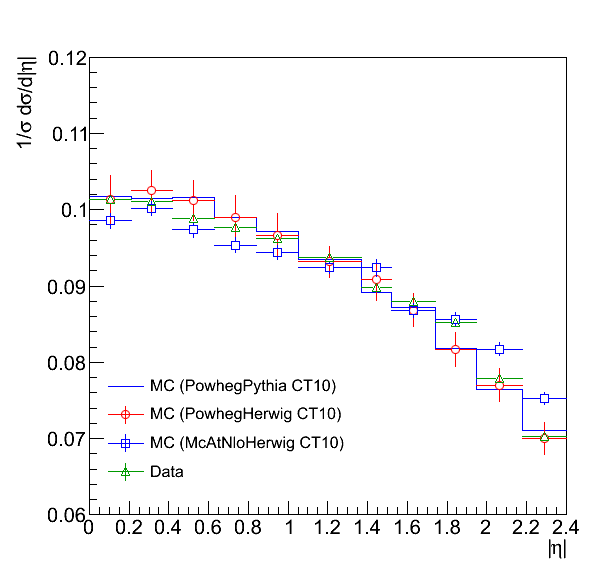 1/σ dσ/d|η|
0.12
0.11
0.1
0.09
0.08
0.07
0.06
MC (PowhegPythia CT10)
MC (PowhegHerwig CT10)
MC (McAtNloHerwig CT10)
Data
0 0.2 0.4 0.6 0.8 1 1.2 1.4 1.6 1.8 2 2.2 2.4
|η|